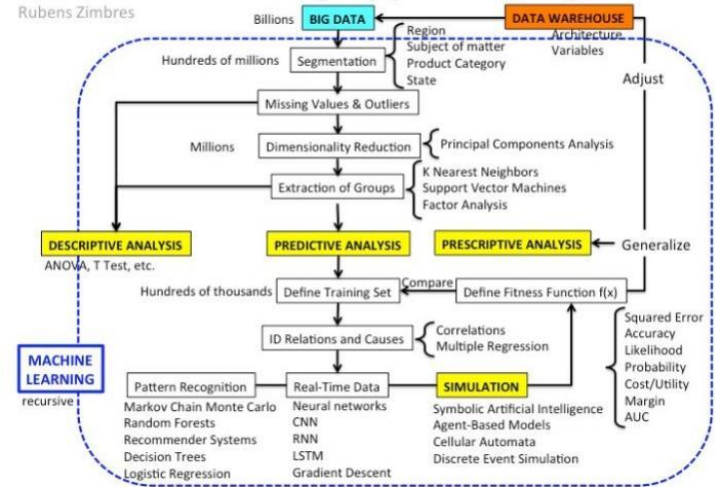 Rubens Zimbres
Billions
BIG DATA
DATA WAREHOUSE
Architecture
Variables
Region
Subject of matter
Product Category
State
Hundreds of millions
Segmentation
Adjust
Missing Values & Outliers
Millions
Dimensionality Reduction
Principal Components Analysis
Extraction of Groups
K Nearest Neighbors
Support Vector Machines
Factor Analysis
DESCRIPTIVE ANALYSIS
ANOVA, T Test, etc.
PREDICTIVE ANALYSIS
PRESCRIPTIVE ANALYSIS
Generalize
Hundreds of thousands
Define Training Set
Compare
Define Fitness Function f(x)
Squared Error
Accuracy
Likelihood
Probability
Cost/Utility
Margin
AUC
ID Relations and Causes
Correlations
Multiple Regression
MACHINE
LEARNING
recursive
Pattern Recognition
Markov Chain Monte Carlo
Random Forests
Recommender Systems
Decision Trees
Logistic Regression
Real-Time Data
Neural networks
CNN
RNN
LSTM
Gradient Descent
SIMULATION
Symbolic Artificial Intelligence
Agent-Based Models
Cellular Automata
Discrete Event Simulation